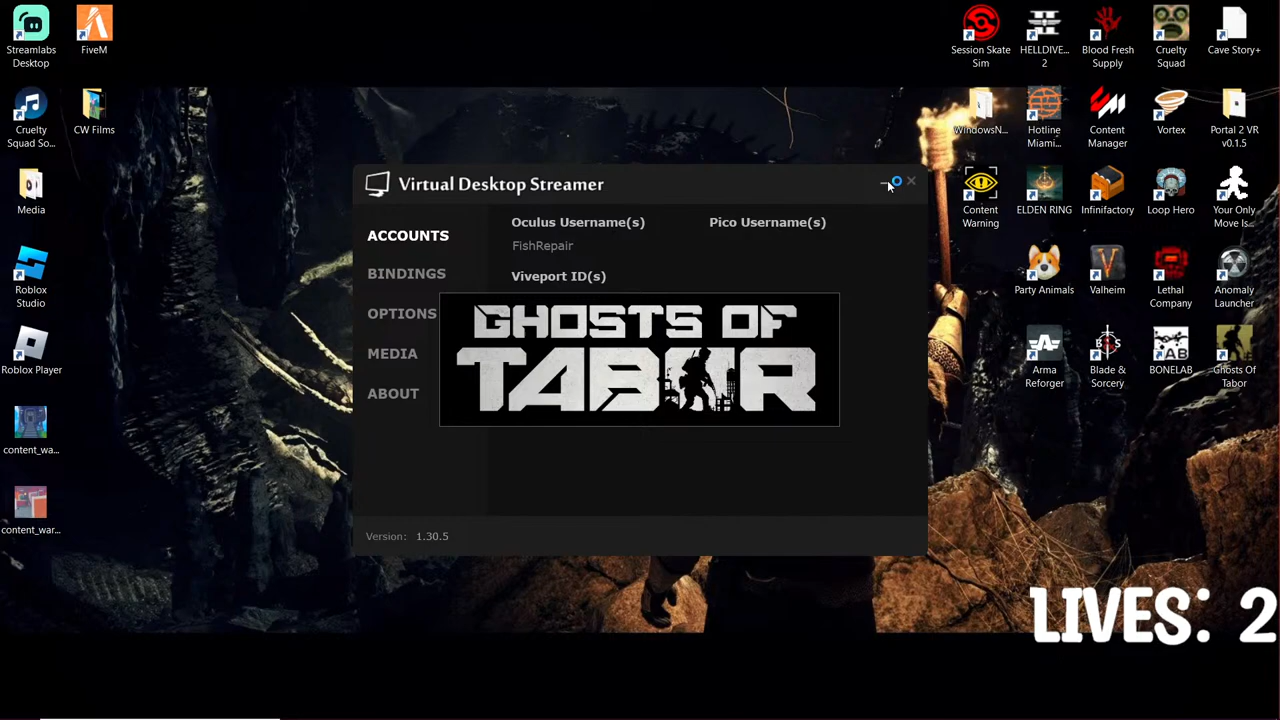 Streamlabs
Desktop
FiveM
Cruelty
Squad So...
CW Films
Media
Roblox
Studio
Roblox Player
content_wa...
content_war...
Session Skate
Sim
HELLDIVE...
2
Blood Fresh
Supply
Cruelty
Squad
Cave Story+
WindowsN...
Hotline
Miami...
Content
Manager
Vortex
Portal 2 VR
v0.1.5
Content
Warning
ELDEN RING
Infinifactory
Loop Hero
Your Only
Move Is...
Party Animals
Valheim
Lethal
Company
Anomaly
Launcher
Arma
Reforger
Blade &
Sorcery
BONELAB
Ghosts Of
Tabor
Virtual Desktop Streamer
ACCOUNTS
BINDINGS
OPTIONS
MEDIA
ABOUT
Oculus Username(s)
Pico Username(s)
FishRepair
Viveport ID(s)
GHOSTS OF
TABOR
Version: 1.30.5
LIVES: 2